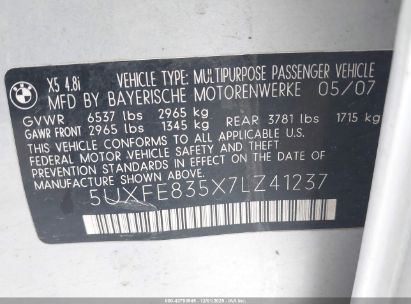 BMW
X5 4.8i
VEHICLE TYPE: MULTIPURPOSE PASSENGER VEHICLE
MFD BY BAYERISCHE MOTORENWERKE 05/07
GVWR 6537 lbs 2965 kg
GAWR FRONT 2965 lbs 1345 kg REAR 3781 lbs 1715 kg
THIS VEHICLE CONFORMS TO ALL APPLICABLE U.S.
FEDERAL MOTOR VEHICLE SAFETY, BUMPER, AND THEFT
PREVENTION STANDARDS IN EFFECT ON THE DATE OF
MANUFACTURE SHOWN ABOVE
5UXFE835X7LZ41237